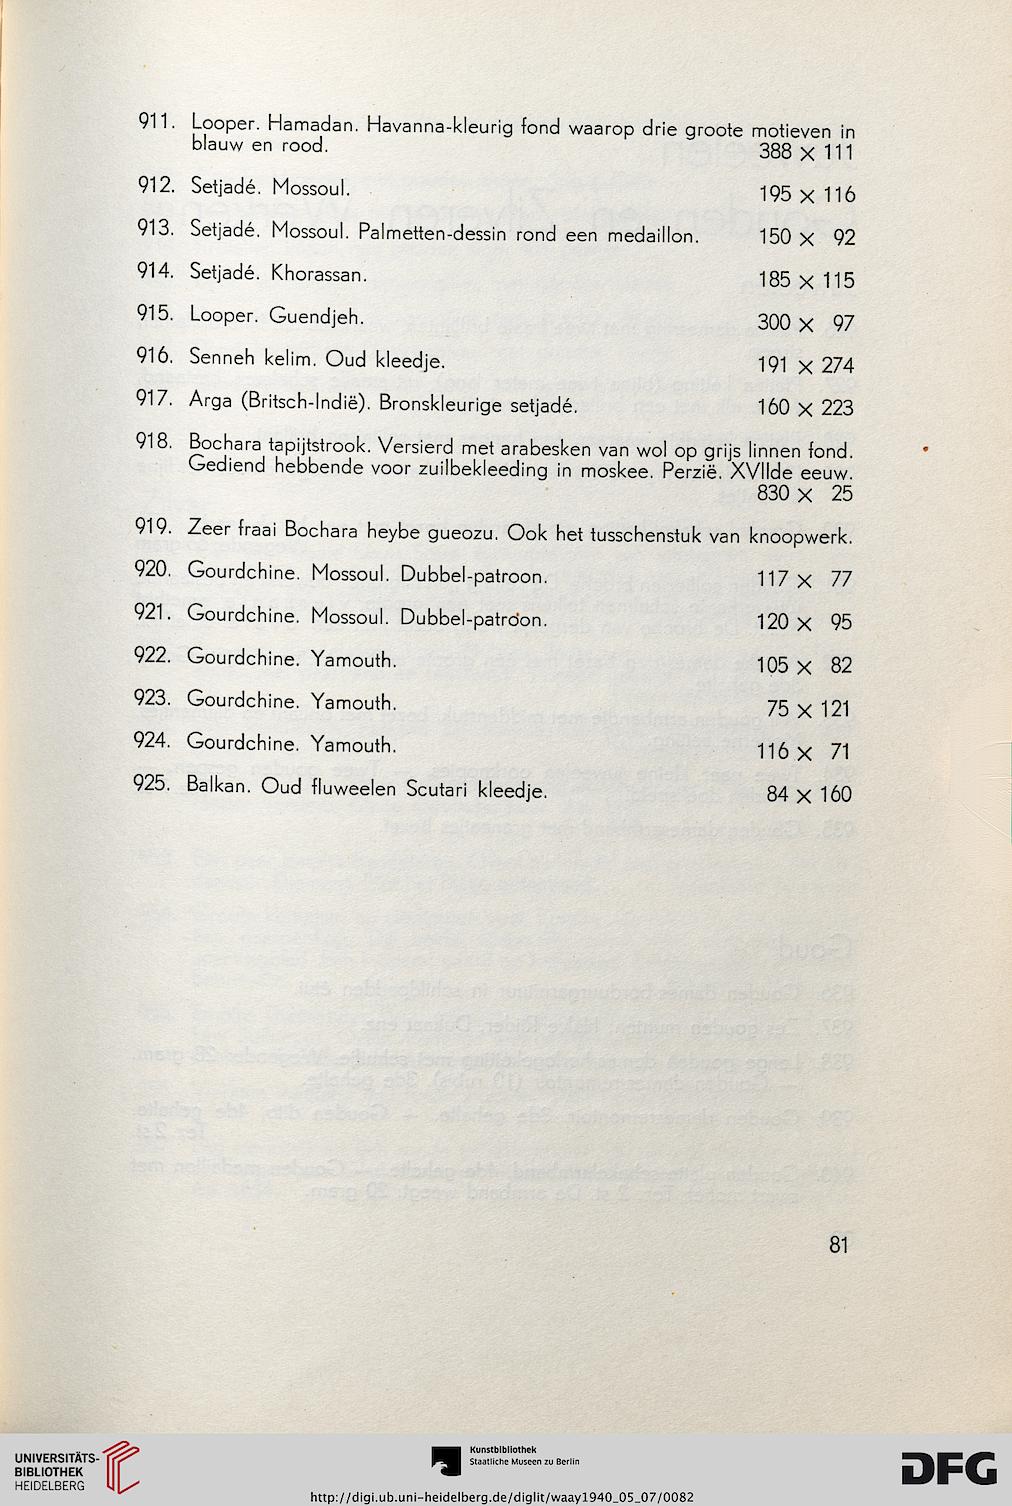 911. Looper. Hamadan. Havanna-kleurig fond waarop drie groote motieven in
blauw en rood. 388 × 111
912. Setjadé. Mossoul. 195 × 116
913. Setjadé. Mossoul. Palmetten-dessin rond een medaillon. 150 × 92
914. Setjadé. Khorassan. 185 × 115
915. Looper. Guendjeh. 300 × 97
916. Senneh kelim. Oud kleedje. 191 × 274
917. Arga (Britsch-Indië). Bronskleurige setjadé. 160 × 223
918. Bochara tapijtstrook. Versierd met arabesken van wol op grijs linnen fond.
Gediend hebbende voor zuilbekleeding in moskee. Perzië. XVIIde eeuw.
830 × 25
919. Zeer fraai Bochara heybe gueozu. Ook het tusschenstuk van knoopwerk.
920. Gourdchine. Mossoul. Dubbel-patroon. 117 × 77
921. Gourdchine. Mossoul. Dubbel-patroon. 120 × 95
922. Gourdchine. Yamouth. 105 × 82
923. Gourdchine. Yamouth. 75 × 121
924. Gourdchine. Yamouth. 116 × 71
925. Balkan. Oud fluweelen Scutari kleedje. 84 × 160
81
UNIVERSITÄTS-
BIBLIOTHEK
HEIDELBERG
Kunstbibliothek
Staatliche Museen zu Berlin
http://digi.ub.uni-heidelberg.de/diglit/waay1940_05_07/0082
DFG